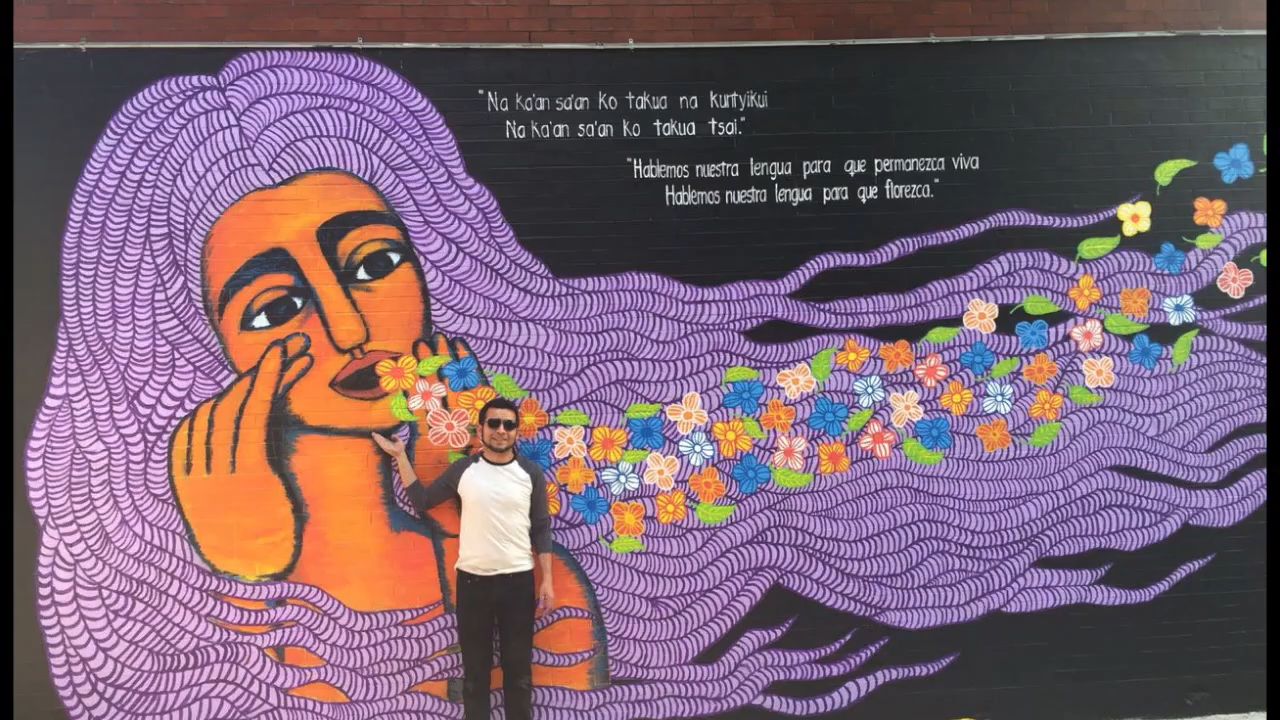 "Na ka'an sa'an ko takua na kuntyikui
Na ka'an sa'an ko takua tsai."
"Hablemos nuestra lengua para que permanezca viva
Hablemos nuestra lengua para que florezca."